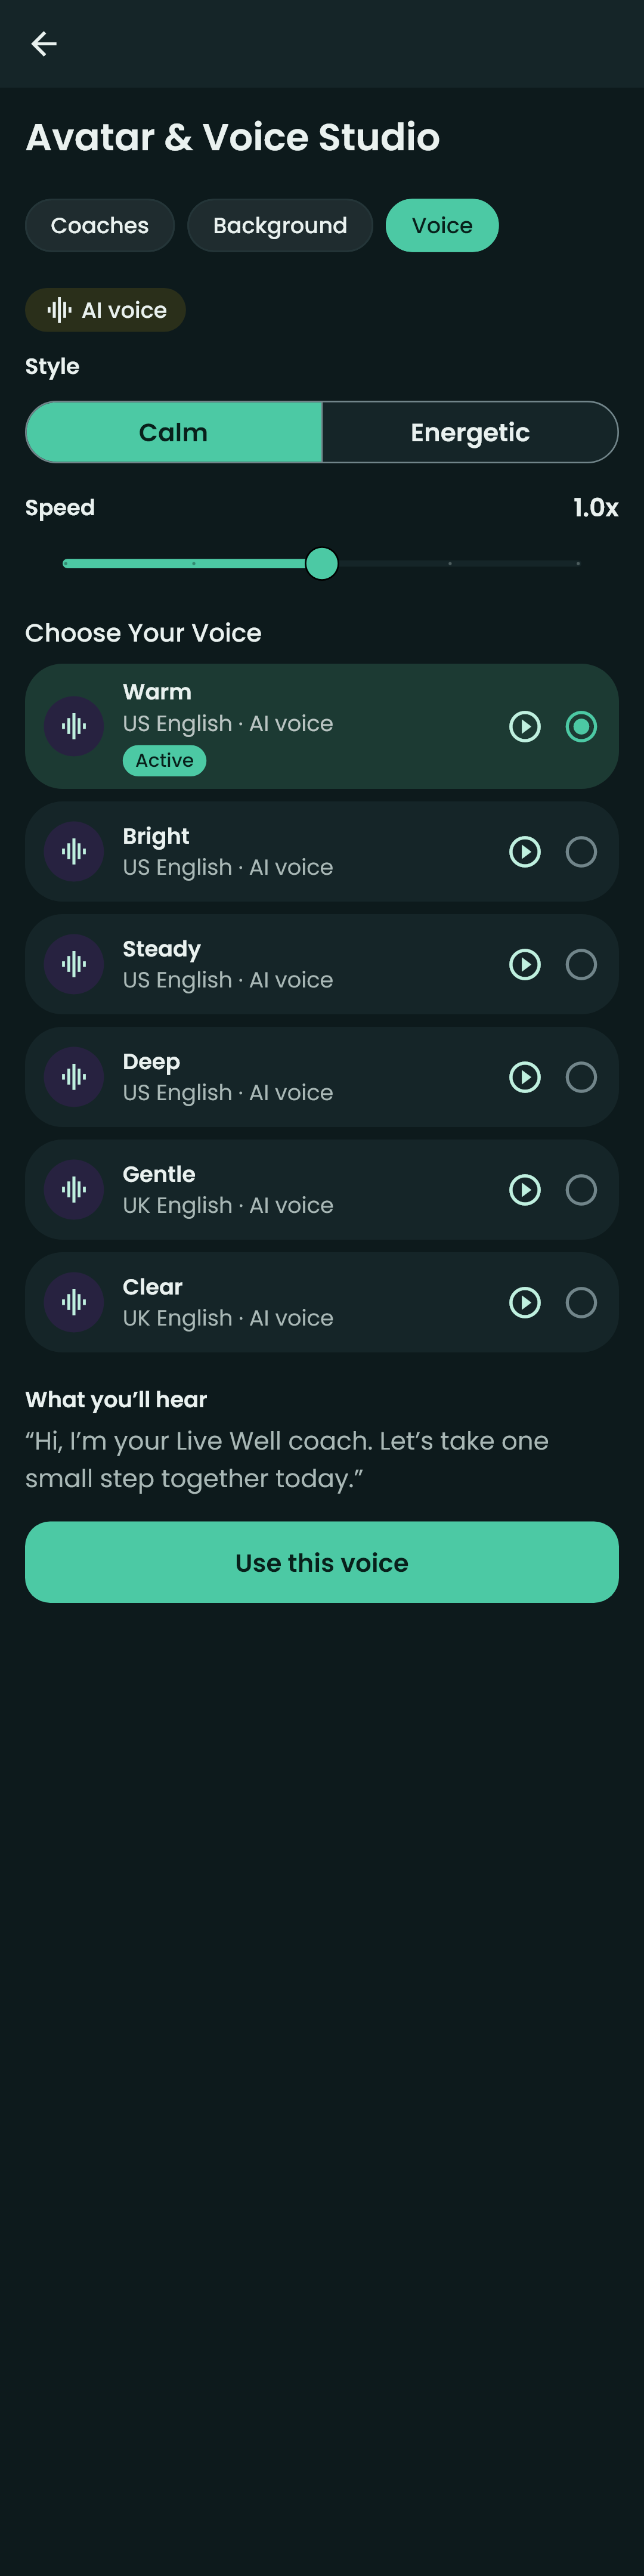 Avatar & Voice Studio
Coaches
Background
Voice
AI voice
Style
Calm
Energetic
Speed
1.0x
Choose Your Voice
Warm
US English · AI voice
Active
Bright
US English · AI voice
Steady
US English · AI voice
Deep
US English · AI voice
Gentle
UK English · AI voice
Clear
UK English · AI voice
What you’ll hear
“Hi, I’m your Live Well coach. Let’s take one
small step together today.”
Use this voice